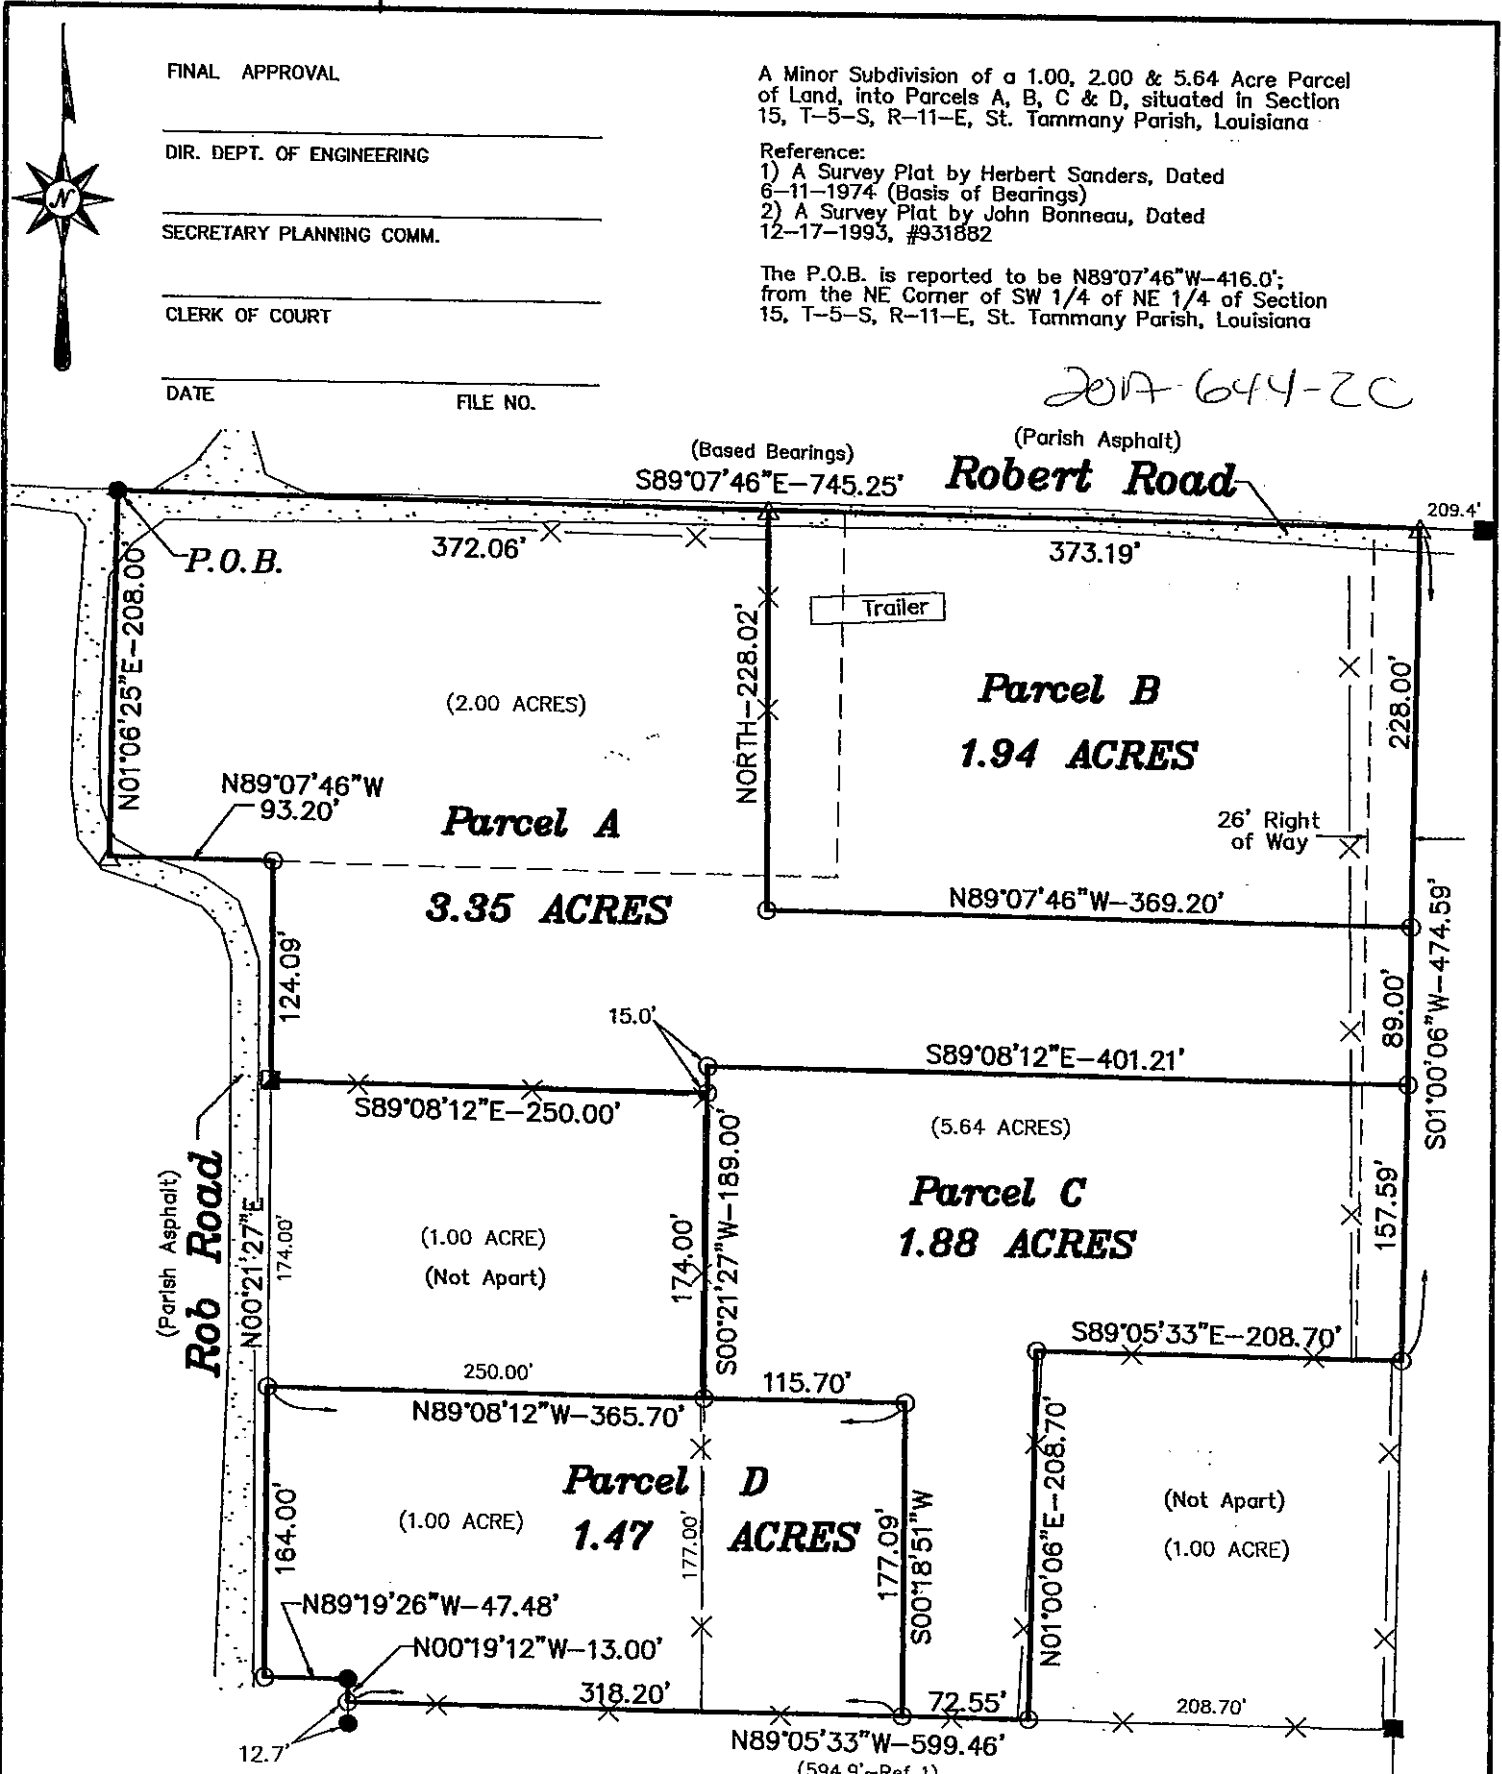 FINAL APPROVAL
DIR. DEPT. OF ENGINEERING
SECRETARY PLANNING COMM.
CLERK OF COURT
DATE
FILE NO.
N
A Minor Subdivision of a 1.00, 2.00 & 5.64 Acre Parcel
of Land, into Parcels A, B, C & D, situated in Section
15, T-5-S, R-11-E, St. Tammany Parish, Louisiana
Reference:
1) A Survey Plat by Herbert Sanders, Dated
6-11-1974 (Basis of Bearings)
2) A Survey Plat by John Bonneau, Dated
12-17-1993, #931882
The P.O.B. is reported to be N89°07'46"W-416.0';
from the NE Corner of SW 1/4 of NE 1/4 of Section
15, T-5-S, R-11-E, St. Tammany Parish, Louisiana
2017-644-ZC
(Parish Asphalt)
Robert Road
(Based Bearings)
S89°07'46"E-745.25'
209.4'
372.06'
373.19'
P.O.B.
Trailer
N01°06'25"E-208.00'
NORTH-228.02'
228.00'
(2.00 ACRES)
Parcel B
1.94 ACRES
N89°07'46"W
93.20'
Parcel A
3.35 ACRES
26' Right
of Way
N89°07'46"W-369.20'
124.09'
89.00'
S01°00'06"W-474.59'
15.0'
S89°08'12"E-401.21'
S89°08'12"E-250.00'
(5.64 ACRES)
Parcel C
1.88 ACRES
(Parish Asphalt)
Rob Road
N00°21'27"E
174.00'
(1.00 ACRE)
(Not Apart)
174.00'
S00°21'27"W-189.00'
157.59'
S89°05'33"E-208.70'
250.00'
115.70'
N89°08'12"W-365.70'
Parcel D
1.47 ACRES
(1.00 ACRE)
164.00'
177.00'
177.09'
S00°18'51"W
N01°00'06"E-208.70'
(Not Apart)
(1.00 ACRE)
N89°19'26"W-47.48'
N00°19'12"W-13.00'
318.20'
72.55'
208.70'
N89°05'33"W-599.46'
12.7'
(594.9'-Ref.1)